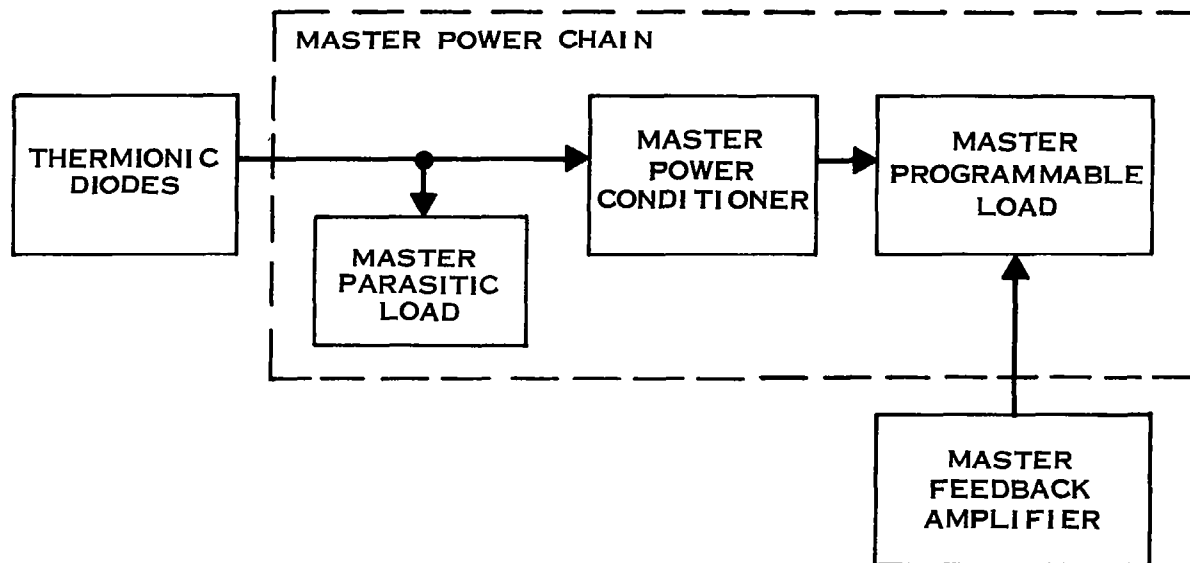 MASTER POWER CHAIN
THERMIONIC
DIODES
MASTER
POWER
CONDITIONER
MASTER
PROGRAMMABLE
LOAD
MASTER
PARASITIC
LOAD
MASTER
FEEDBACK
AMPLIFIER